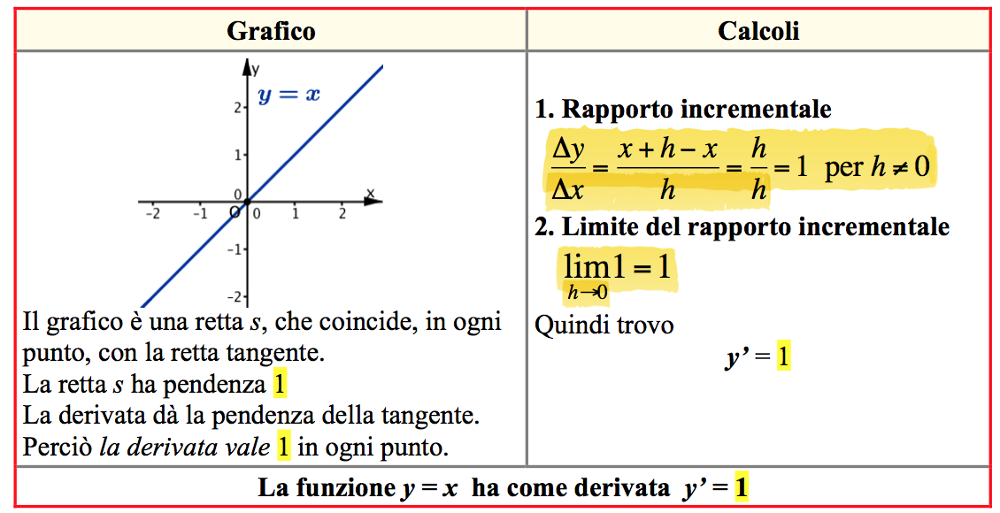 Grafico
Calcoli
y
y = x
2
1
0
x
-2
-1
O
0
1
2
-1
-2
Il grafico è una retta s, che coincide, in ogni
punto, con la retta tangente.
La retta s ha pendenza 1
La derivata dà la pendenza della tangente.
Perciò la derivata vale 1 in ogni punto.
1. Rapporto incrementale
Δy/Δx = (x + h − x)/h = h/h = 1 per h ≠ 0
2. Limite del rapporto incrementale
lim 1 = 1
h→0
Quindi trovo
y’ = 1
La funzione y = x ha come derivata y’ = 1